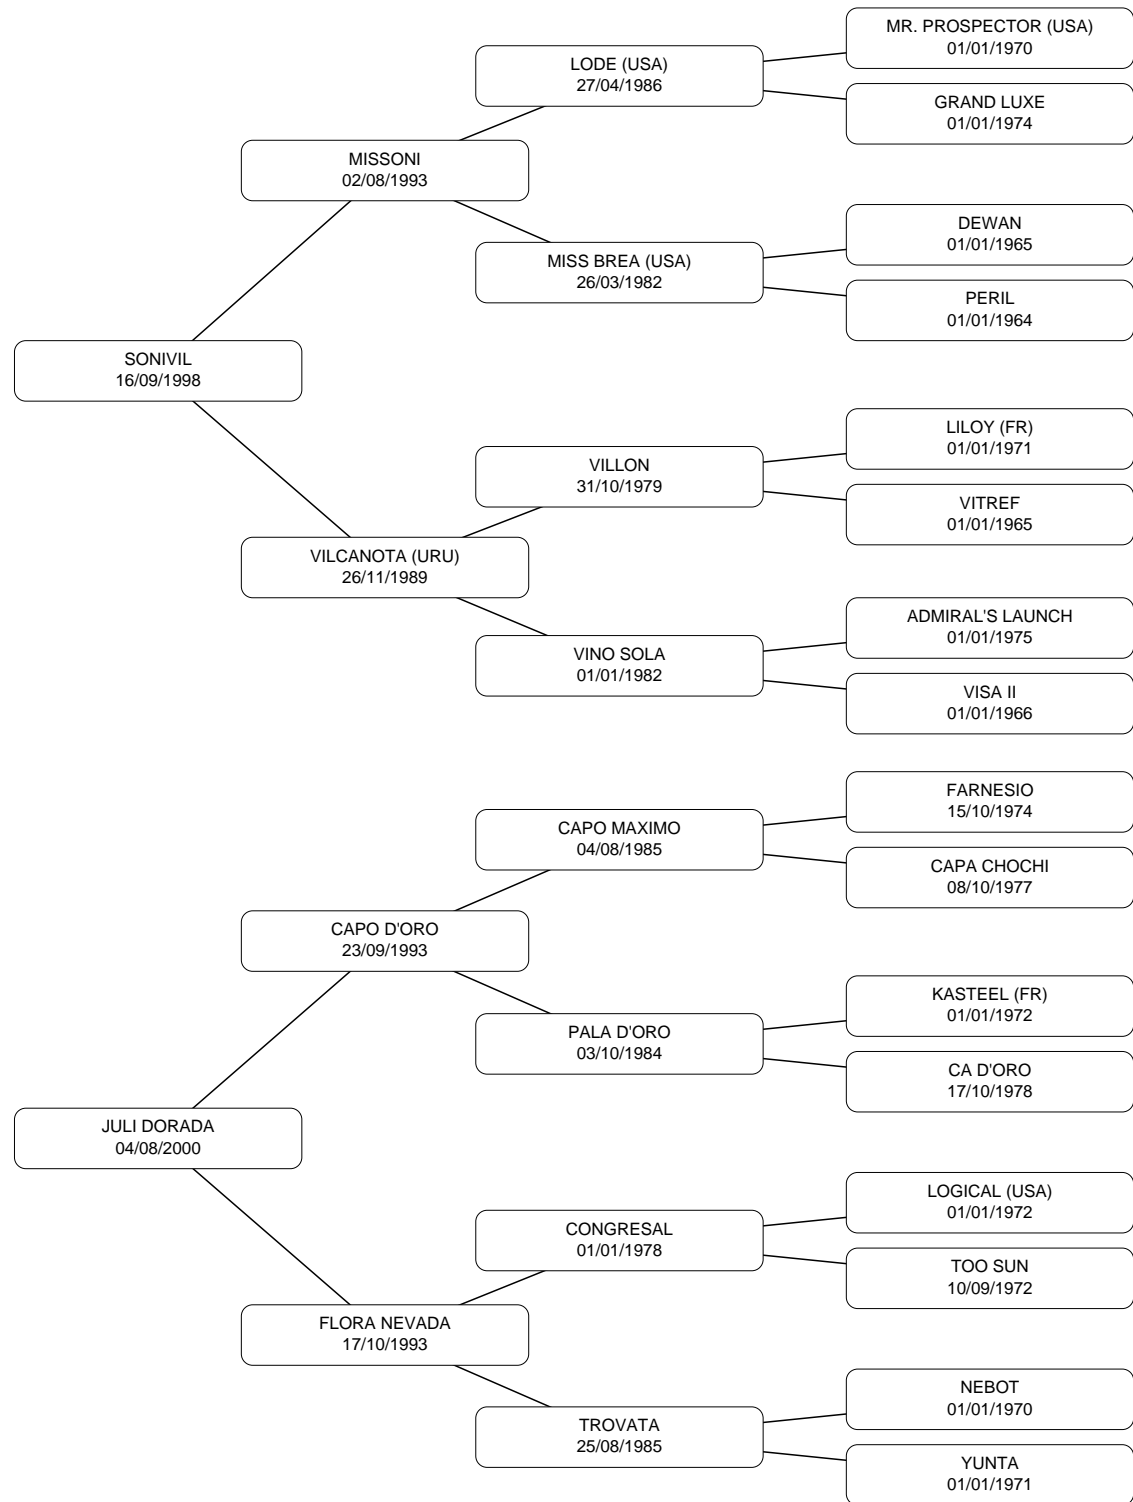 MR. PROSPECTOR (USA)
01/01/1970
LODE (USA)
27/04/1986
GRAND LUXE
01/01/1974
MISSONI
02/08/1993
DEWAN
01/01/1965
MISS BREA (USA)
26/03/1982
PERIL
01/01/1964
SONIVIL
16/09/1998
LILOY (FR)
01/01/1971
VILLON
31/10/1979
VITREF
01/01/1965
VILCANOTA (URU)
26/11/1989
ADMIRAL'S LAUNCH
01/01/1975
VINO SOLA
01/01/1982
VISA II
01/01/1966
FARNESIO
15/10/1974
CAPO MAXIMO
04/08/1985
CAPA CHOCHI
08/10/1977
CAPO D'ORO
23/09/1993
KASTEEL (FR)
01/01/1972
PALA D'ORO
03/10/1984
CA D'ORO
17/10/1978
JULI DORADA
04/08/2000
LOGICAL (USA)
01/01/1972
CONGRESAL
01/01/1978
TOO SUN
10/09/1972
FLORA NEVADA
17/10/1993
NEBOT
01/01/1970
TROVATA
25/08/1985
YUNTA
01/01/1971